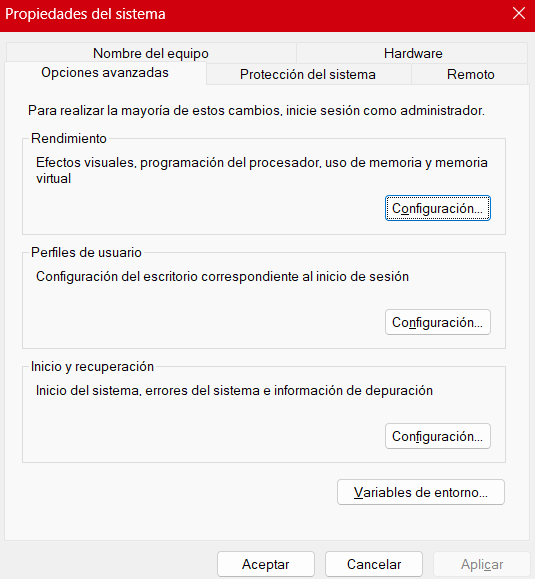 Propiedades del sistema
Nombre del equipo
Hardware
Opciones avanzadas
Protección del sistema
Remoto
Para realizar la mayoría de estos cambios, inicie sesión como administrador.
Rendimiento
Efectos visuales, programación del procesador, uso de memoria y memoria
virtual
Configuración...
Perfiles de usuario
Configuración del escritorio correspondiente al inicio de sesión
Configuración...
Inicio y recuperación
Inicio del sistema, errores del sistema e información de depuración
Configuración...
Variables de entorno...
Aceptar
Cancelar
Aplicar